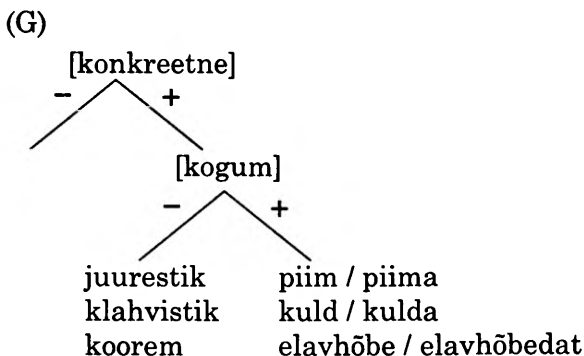 (G)
[konkreetne]
− +
[kogum]
− +
juurestik piim / piima
klahvistik kuld / kulda
koorem elavhõbe / elavhõbedat